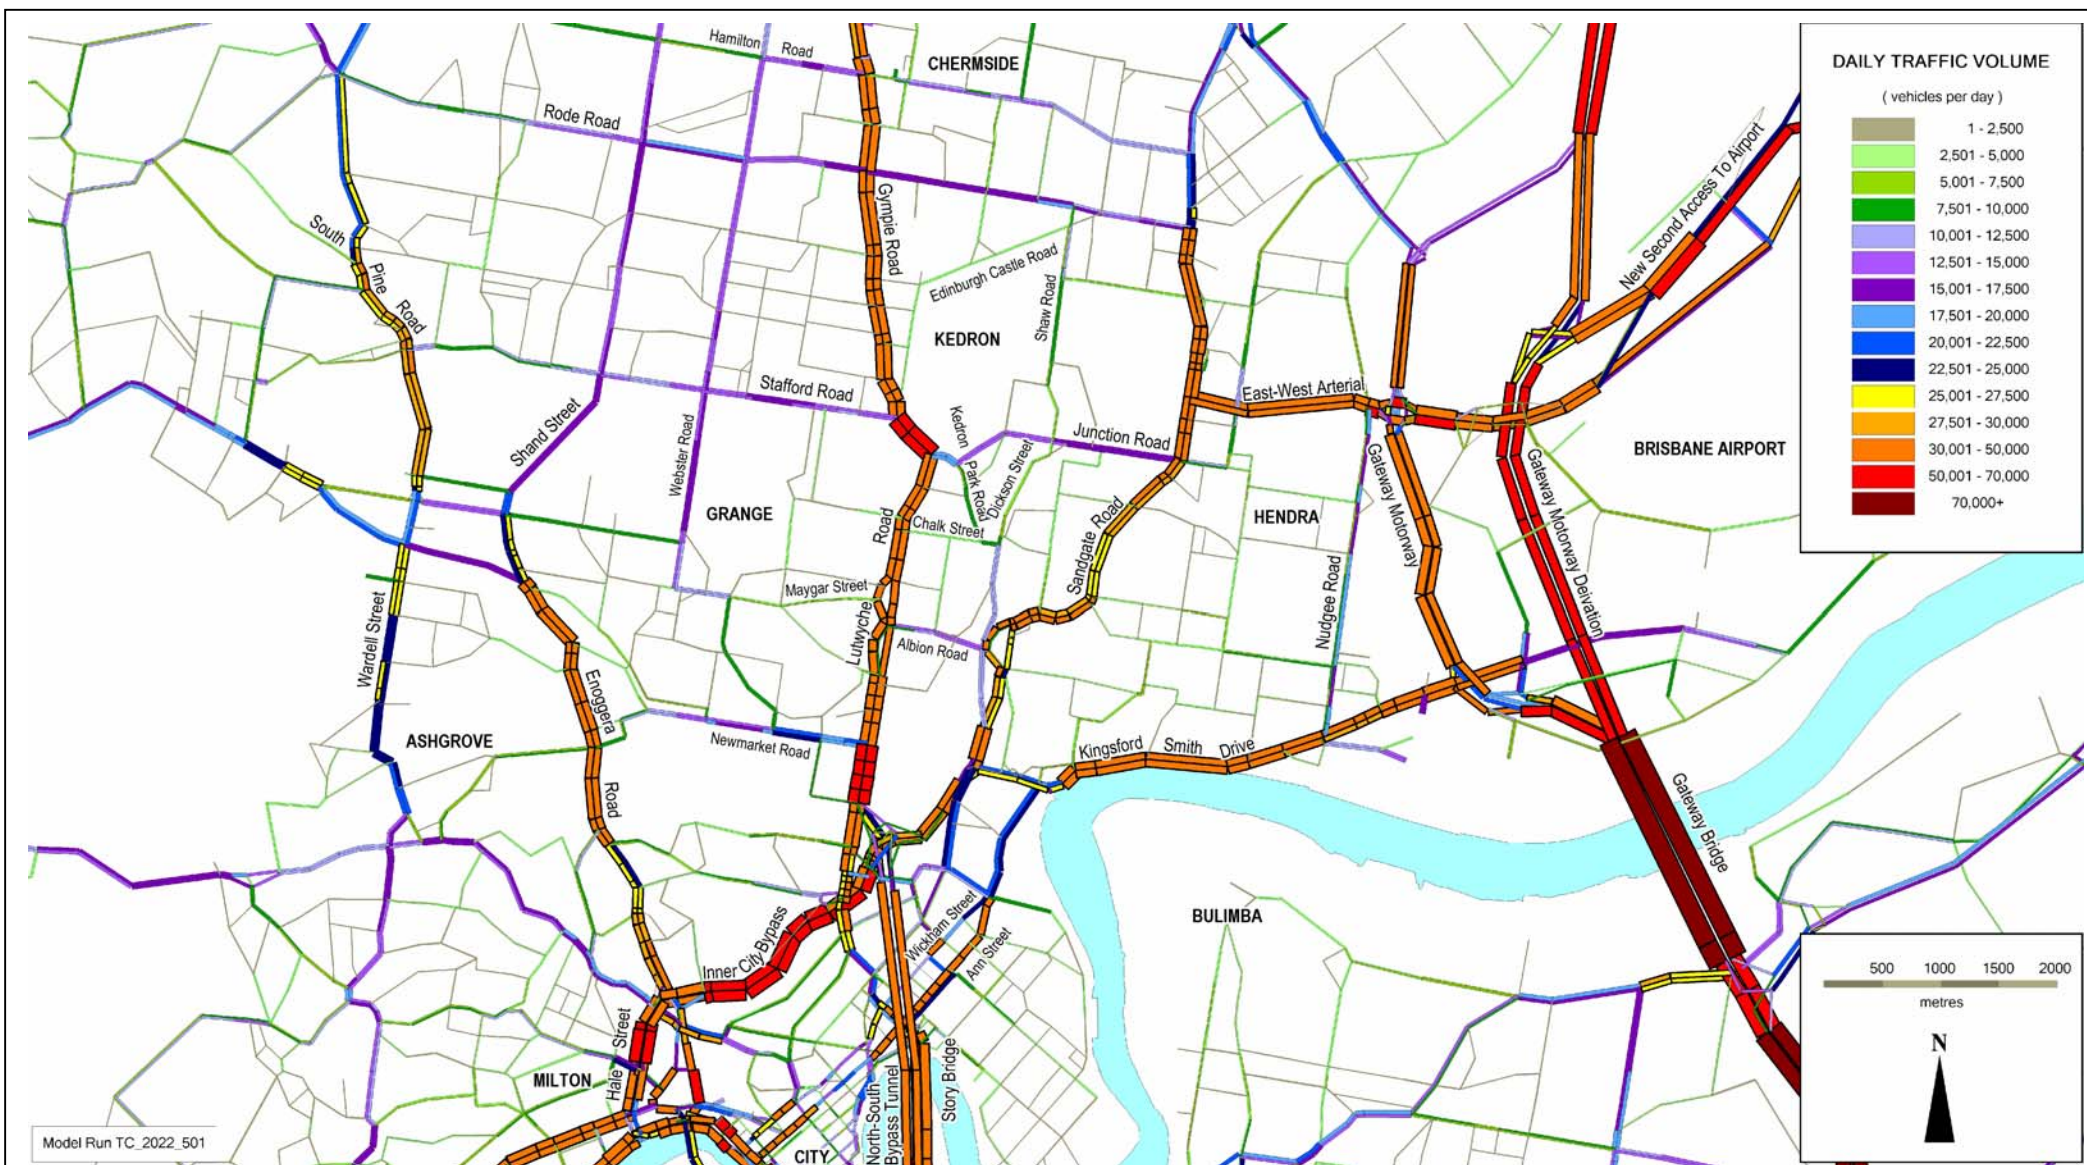 Hamilton Road
CHERMSIDE
Rode Road
South Pine Road
Gympie Road
Edinburgh Castle Road
Shaw Road
KEDRON
New Second Access To Airport
Stafford Road
East-West Arterial
Shand Street
Webster Road
Kedron Park Road
Junction Road
Dickson Street
GRANGE
HENDRA
BRISBANE AIRPORT
Gateway Motorway
Gateway Motorway Deivation
Chalk Street
Sandgate Road
Nudgee Road
Maygar Street
Lutwyche Road
Albion Road
Wardell Street
Enoggera Road
ASHGROVE
Newmarket Road
Kingsford Smith Drive
Gateway Bridge
BULIMBA
Wickham Street
Ann Street
Inner City Bypass
Hale Street
MILTON
CITY
North-South
Bypass Tunnel
Story Bridge
Model Run TC_2022_501
DAILY TRAFFIC VOLUME
( vehicles per day )
1 - 2,500
2,501 - 5,000
5,001 - 7,500
7,501 - 10,000
10,001 - 12,500
12,501 - 15,000
15,001 - 17,500
17,501 - 20,000
20,001 - 22,500
22,501 - 25,000
25,001 - 27,500
27,501 - 30,000
30,001 - 50,000
50,001 - 70,000
70,000+
500 1000 1500 2000
metres
N